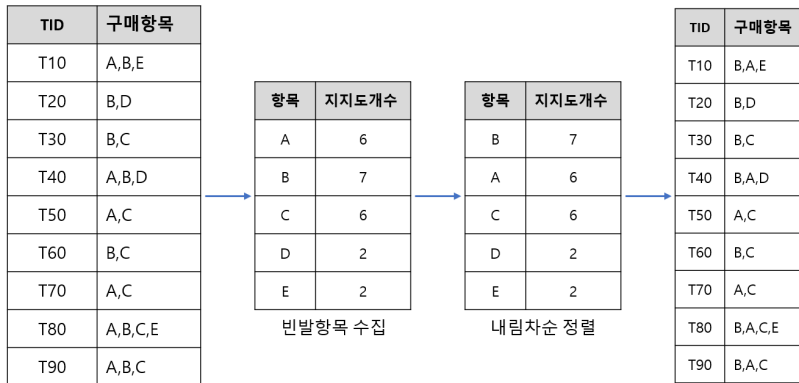 TID 구매항목
T10 A,B,E
T20 B,D
T30 B,C
T40 A,B,D
T50 A,C
T60 B,C
T70 A,C
T80 A,B,C,E
T90 A,B,C
항목 지지도개수
A 6
B 7
C 6
D 2
E 2
빈발항목 수집
항목 지지도개수
B 7
A 6
C 6
D 2
E 2
내림차순 정렬
TID 구매항목
T10 B,A,E
T20 B,D
T30 B,C
T40 B,A,D
T50 A,C
T60 B,C
T70 A,C
T80 B,A,C,E
T90 B,A,C